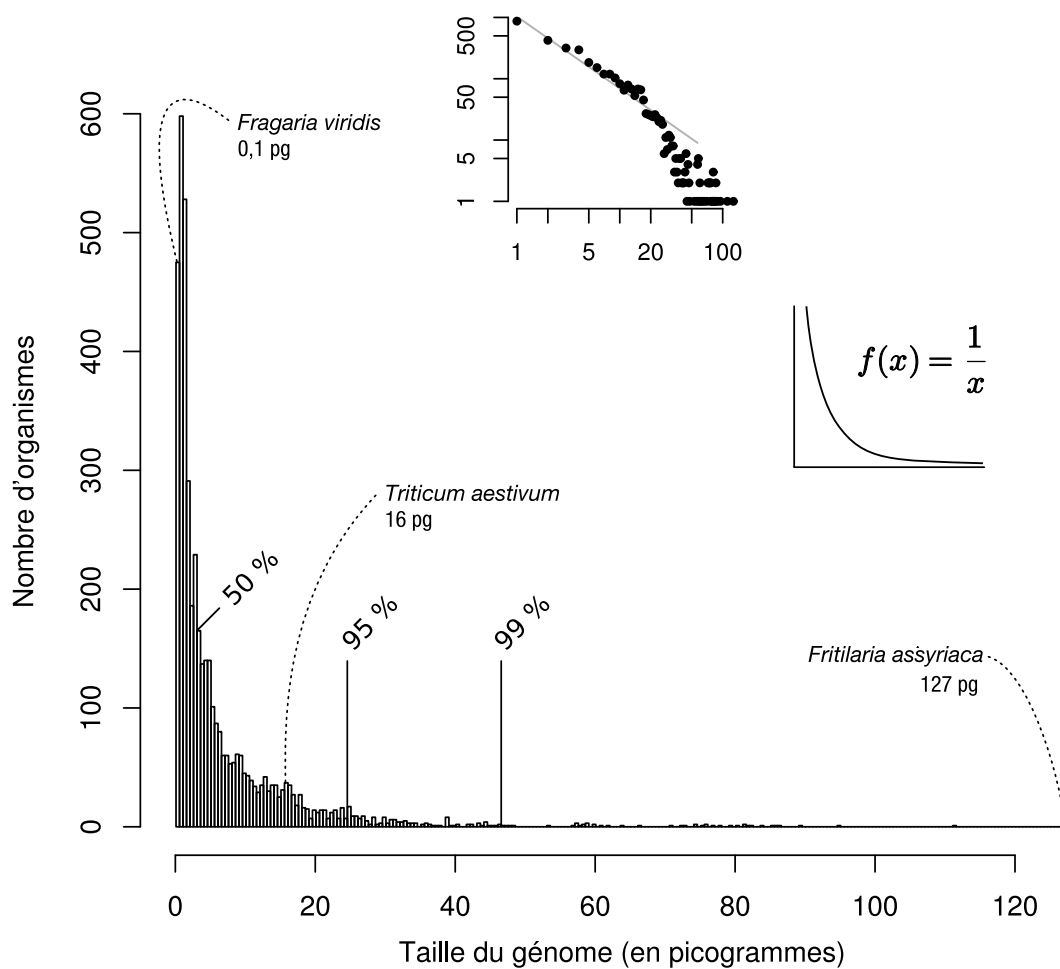 500
50
5
1
1
5
20
100
Fragaria viridis
0,1 pg
f(x) = 1/x
Triticum aestivum
16 pg
50 %
95 %
99 %
Fritilaria assyriaca
127 pg
Nombre d'organismes
600
500
400
300
200
100
0
0
20
40
60
80
100
120
Taille du génome (en picogrammes)